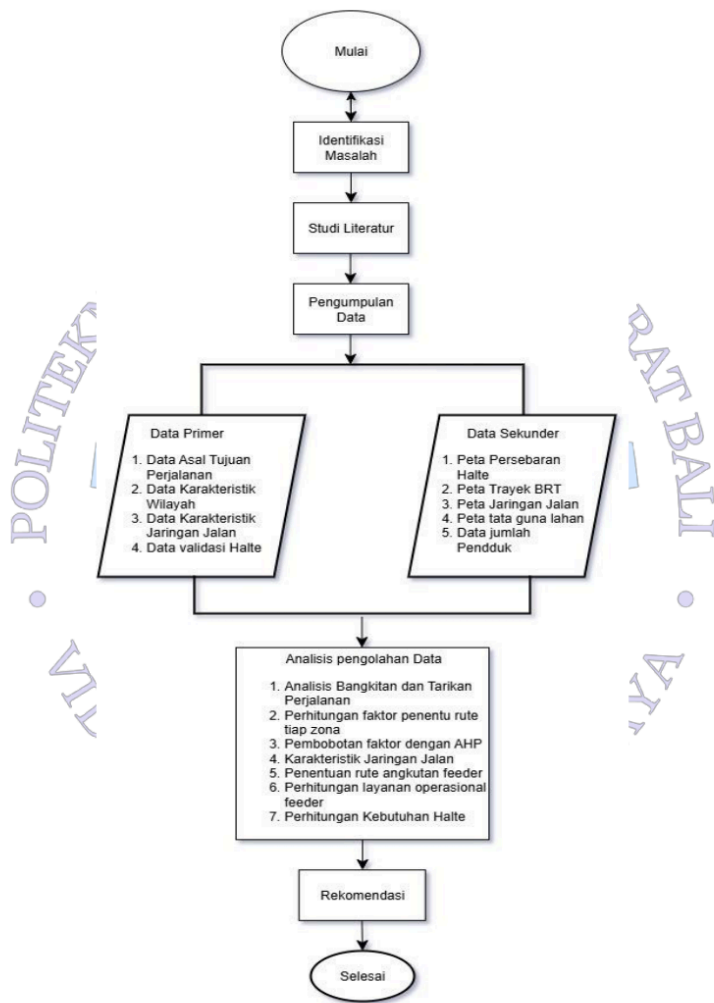 Mulai
Identifikasi
Masalah
Studi Literatur
Pengumpulan
Data
Data Primer
1. Data Asal Tujuan
Perjalanan
2. Data Karakteristik
Wilayah
3. Data Karakteristik
Jaringan Jalan
4. Data validasi Halte
Data Sekunder
1. Peta Persebaran
Halte
2. Peta Trayek BRT
3. Peta Jaringan Jalan
4. Peta tata guna lahan
5. Data jumlah
Pendduk
Analisis pengolahan Data
1. Analisis Bangkitan dan Tarikan
Perjalanan
2. Perhitungan faktor penentu rute
tiap zona
3. Pembobotan faktor dengan AHP
4. Karakteristik Jaringan Jalan
5. Penentuan rute angkutan feeder
6. Perhitungan layanan operasional
feeder
7. Perhitungan Kebutuhan Halte
Rekomendasi
Selesai
BALI